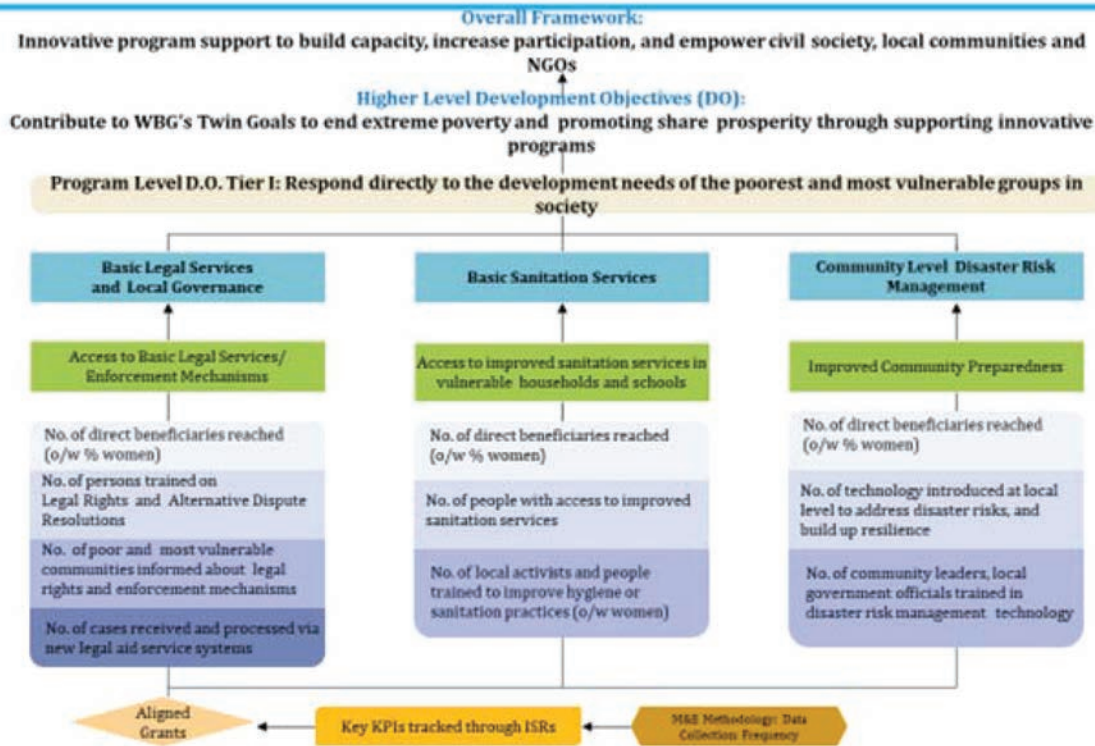 Overall Framework:
Innovative program support to build capacity, increase participation, and empower civil society, local communities and
NGOs
Higher Level Development Objectives (DO):
Contribute to WBG's Twin Goals to end extreme poverty and promoting share prosperity through supporting innovative
programs
Program Level D.O. Tier I: Respond directly to the development needs of the poorest and most vulnerable groups in
society
Basic Legal Services
and Local Governance
Access to Basic Legal Services/
Enforcement Mechanisms
No. of direct beneficiaries reached
(o/w % women)
No. of persons trained on
Legal Rights and Alternative Dispute
Resolutions
No. of poor and most vulnerable
communities informed about legal
rights and enforcement mechanisms
No. of cases received and processed via
new legal aid service systems
Basic Sanitation Services
Access to improved sanitation services in
vulnerable households and schools
No. of direct beneficiaries reached
(o/w % women)
No. of people with access to improved
sanitation services
No. of local activists and people
trained to improve hygiene or
sanitation practices (o/w women)
Community Level Disaster Risk
Management
Improved Community Preparedness
No. of direct beneficiaries reached
(o/w % women)
No. of technology introduced at local
level to address disaster risks, and
build up resilience
No. of community leaders, local
government officials trained in
disaster risk management technology
Aligned
Grants
Key KPIs tracked through ISRs
M&E Methodology: Data
Collection Frequency